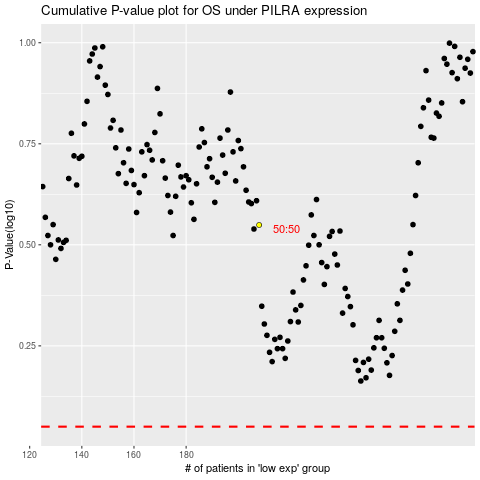 Cumulative P-value plot for OS under PILRA expression
P-Value(log10)
1.00
0.75
0.50
0.25
50:50
120 140 160 180
# of patients in 'low exp' group